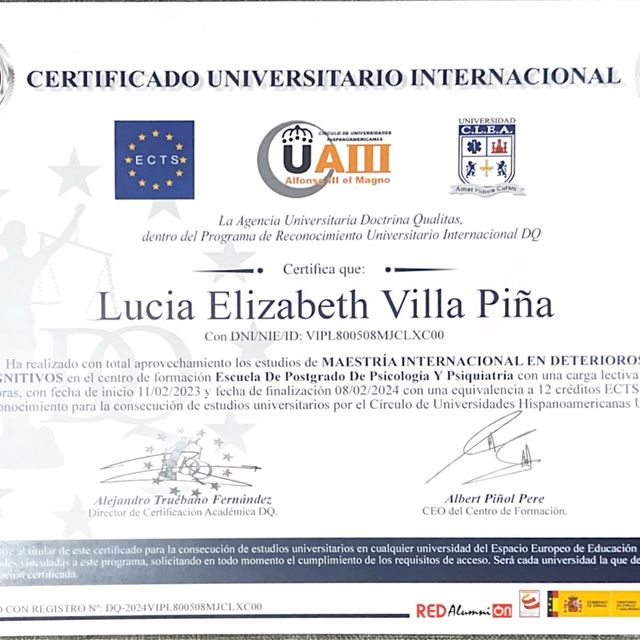 CERTIFICADO UNIVERSITARIO INTERNACIONAL
ECTS
CÍRCULO DE UNIVERSIDADES
HISPANOAMERICANAS
UAIII
Alfonso III el Magno
UNIVERSIDAD
C.L.E.A.
Amat Victoria Curam
La Agencia Universitaria Doctrina Qualitas,
dentro del Programa de Reconocimiento Universitario Internacional DQ
Certifica que:
Lucia Elizabeth Villa Piña
Con DNI/NIE/ID: VIPL800508MJCLXC00
Ha realizado con total aprovechamiento los estudios de MAESTRÍA INTERNACIONAL EN DETERIOROS
GNITIVOS en el centro de formación Escuela De Postgrado De Psicología Y Psiquiatría con una carga lectiva
oras, con fecha de inicio 11/02/2023 y fecha de finalización 08/02/2024 con una equivalencia a 12 créditos ECTS
onocimiento para la consecución de estudios universitarios por el Círculo de Universidades Hispanoamericanas U
DQ
Alejandro Truébano Fernández
Director de Certificación Académica DQ.
Albert Piñol Pere
CEO del Centro de Formación.
al titular de este certificado para la consecución de estudios universitarios en cualquier universidad del Espacio Europeo de Educación
des vinculadas a este programa, solicitando en todo momento el cumplimiento de los requisitos de acceso. Será cada universidad la que de
ación certificada.
O CON REGISTRO Nº: DQ-2024VIPL800508MJCLXC00
RED Alumni ON